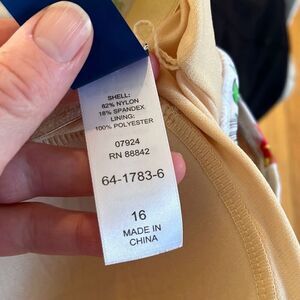 SHELL:
82% NYLON
18% SPANDEX
LINING:
100% POLYESTER
07924
RN 88842
64-1783-6
16
MADE IN
CHINA